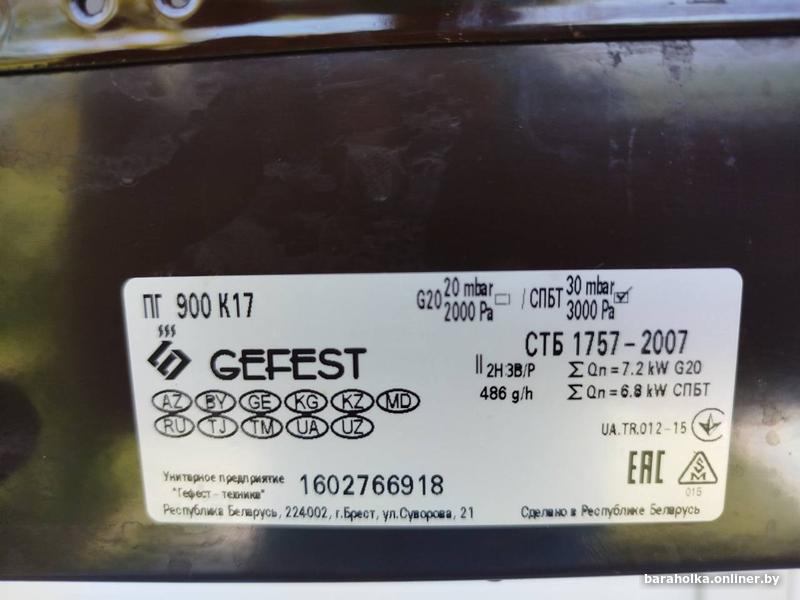 ПГ 900 К17
G20 20 mbar 2000 Pa / СПБТ 30 mbar 3000 Pa
СТБ 1757-2007
GEFEST
II 2H3B/P Σ Qn = 7.2 kW G20
486 g/h Σ Qn = 6.8 kW СПБТ
AZ BY GE KG KZ MD
RU TJ TM UA UZ
UA.TR.012-15
EAC
SM
015
Унитарное предприятие
"Гефест - техника"
1602766918
Республика Беларусь, 224002, г.Брест, ул.Суворова, 21
Сделано в Республике Беларусь
baraholka.onliner.by